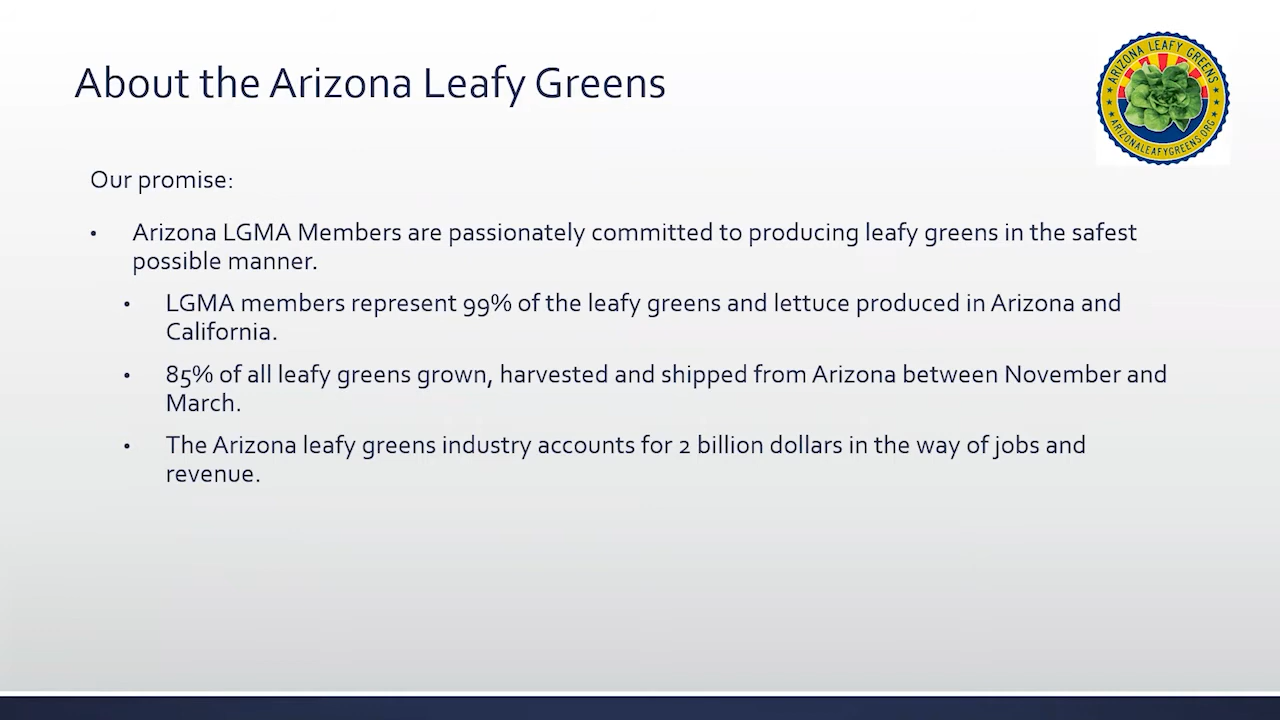 About the Arizona Leafy Greens
ARIZONA LEAFY GREENS
ARIZONALEAFYGREENS.ORG
Our promise:
• Arizona LGMA Members are passionately committed to producing leafy greens in the safest
possible manner.
• LGMA members represent 99% of the leafy greens and lettuce produced in Arizona and
California.
• 85% of all leafy greens grown, harvested and shipped from Arizona between November and
March.
• The Arizona leafy greens industry accounts for 2 billion dollars in the way of jobs and
revenue.